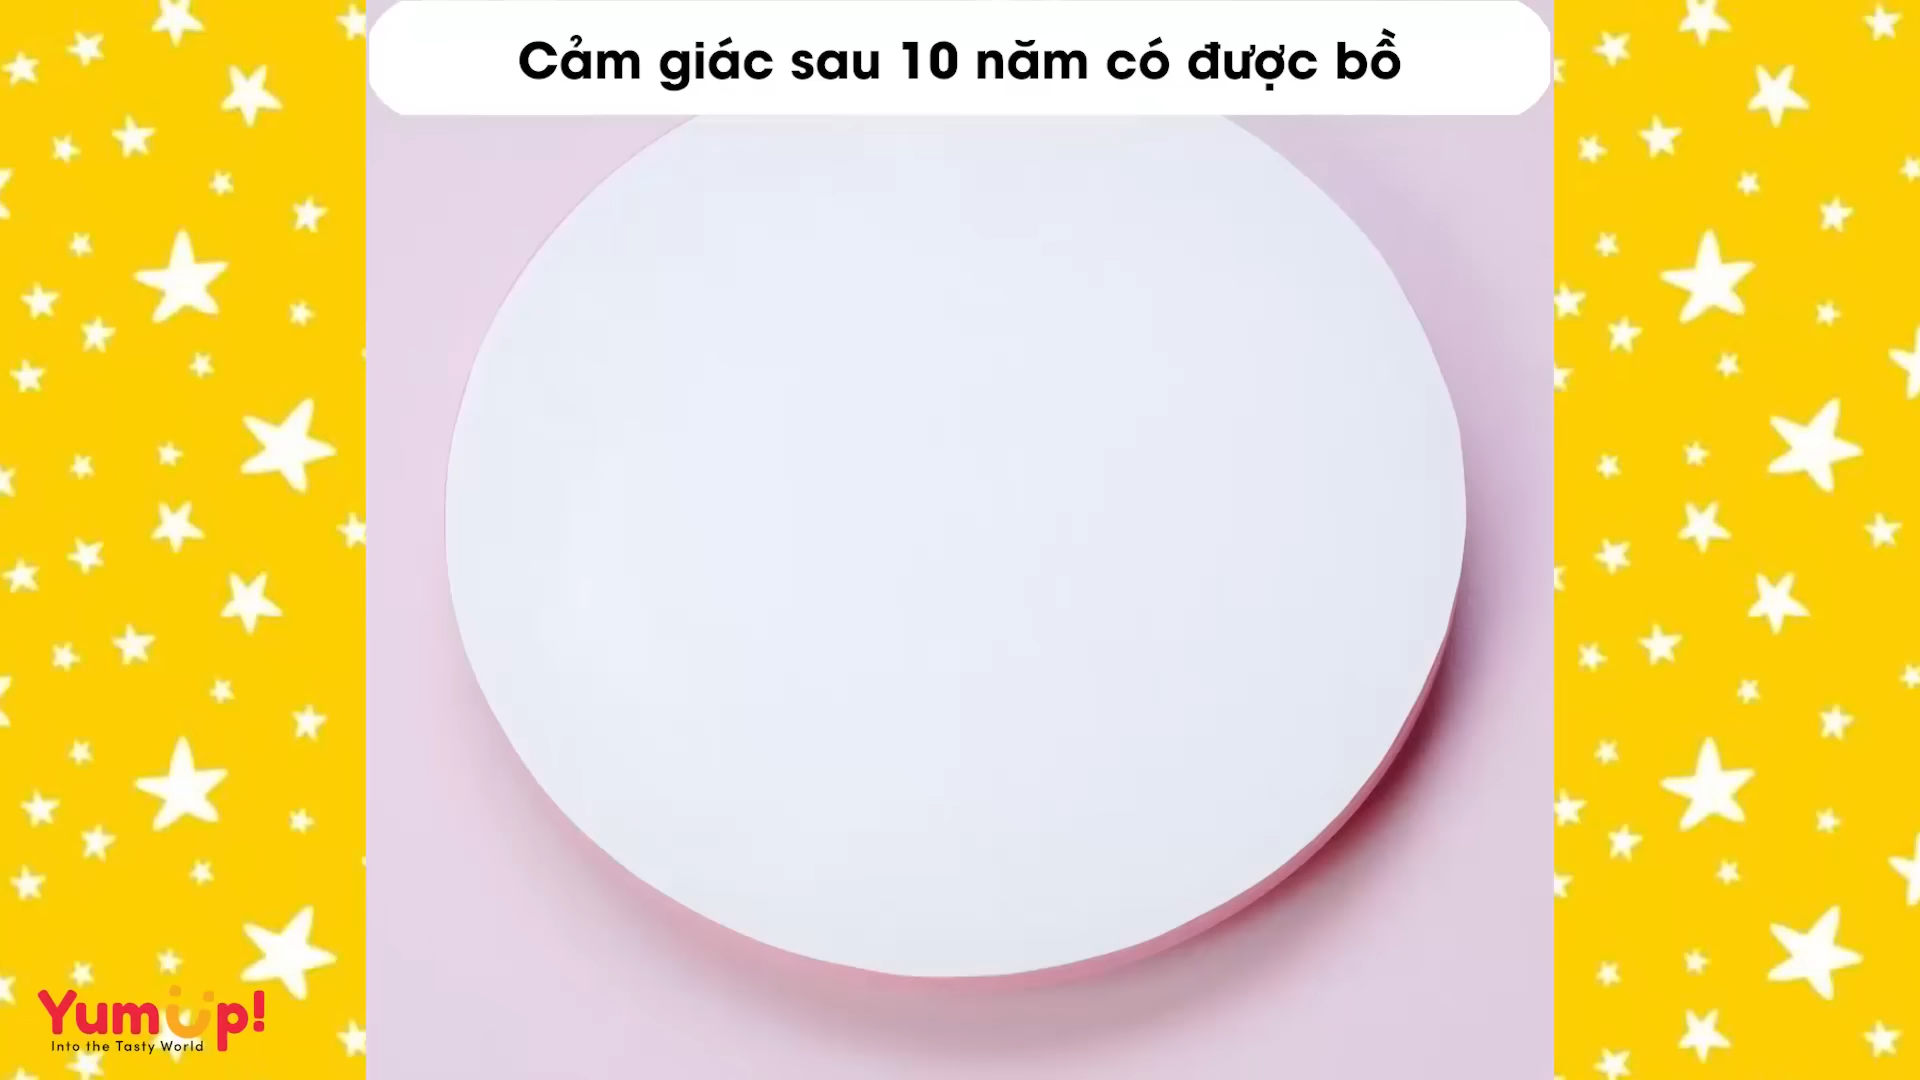 Cảm giác sau 10 năm có được bồ
YumUp!
Into the Tasty World